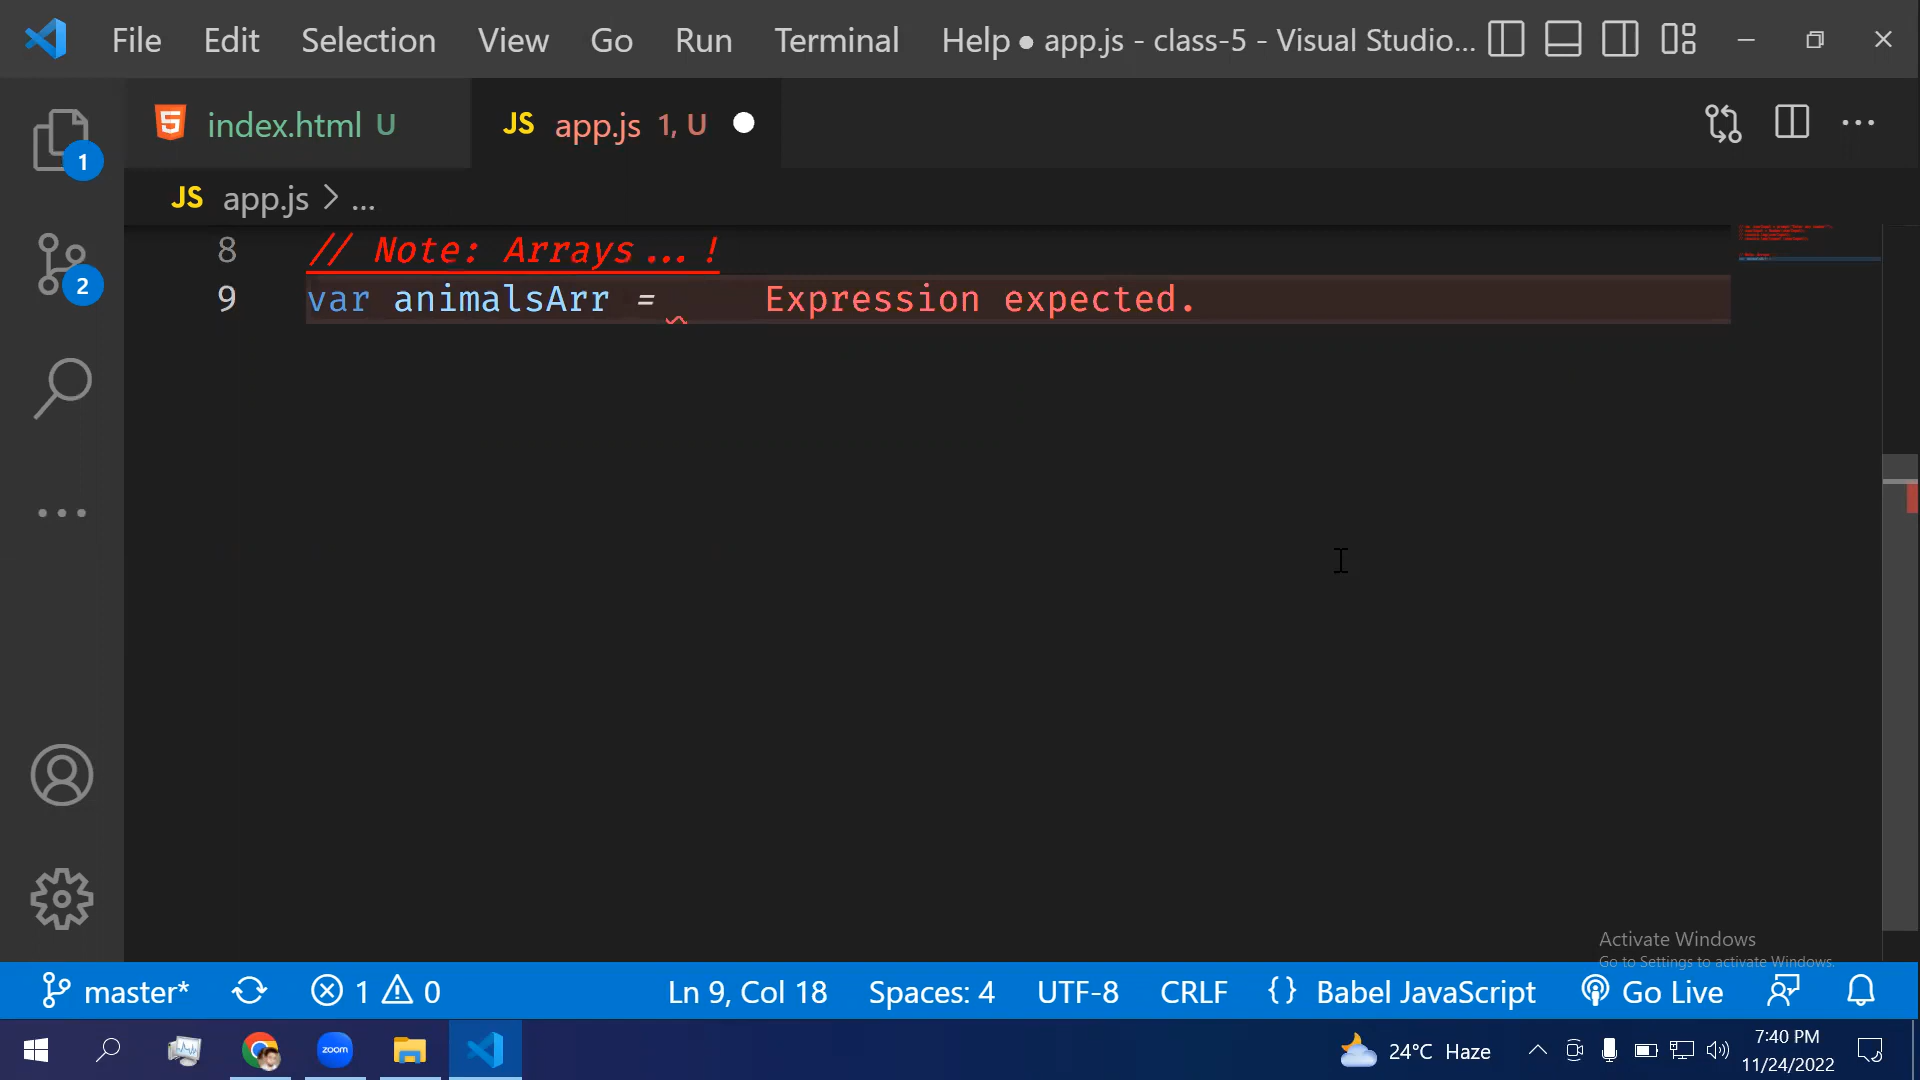 File Edit Selection View Go Run Terminal Help ● app.js - class-5 - Visual Studio...
index.html U JS app.js 1, U
JS app.js > ...
8 // Note: Arrays...!
9 var animalsArr = Expression expected.
1
2
Activate Windows
Go to Settings to activate Windows.
master* 1 0 Ln 9, Col 18 Spaces: 4 UTF-8 CRLF {} Babel JavaScript Go Live
zoom 24°C Haze 7:40 PM
11/24/2022